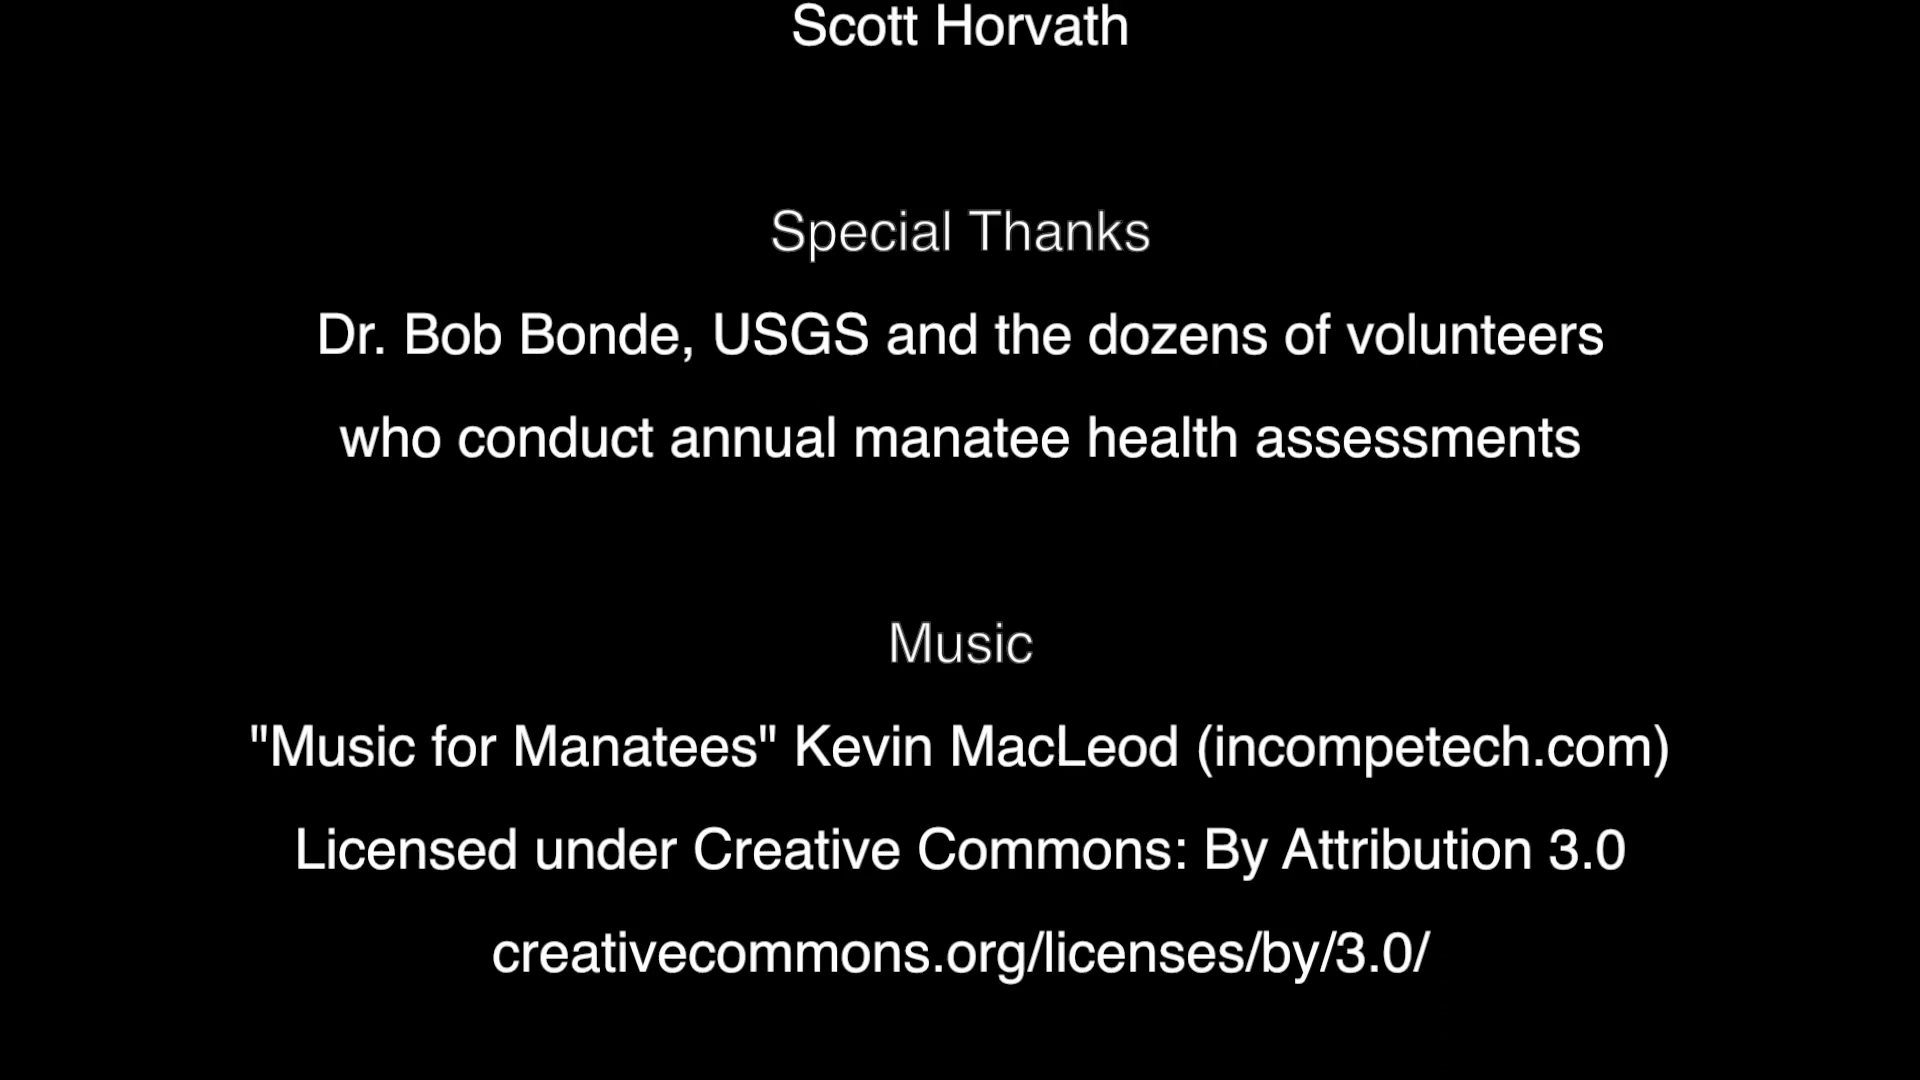 Scott Horvath
Special Thanks
Dr. Bob Bonde, USGS and the dozens of volunteers
who conduct annual manatee health assessments
Music
"Music for Manatees" Kevin MacLeod (incompetech.com)
Licensed under Creative Commons: By Attribution 3.0
creativecommons.org/licenses/by/3.0/